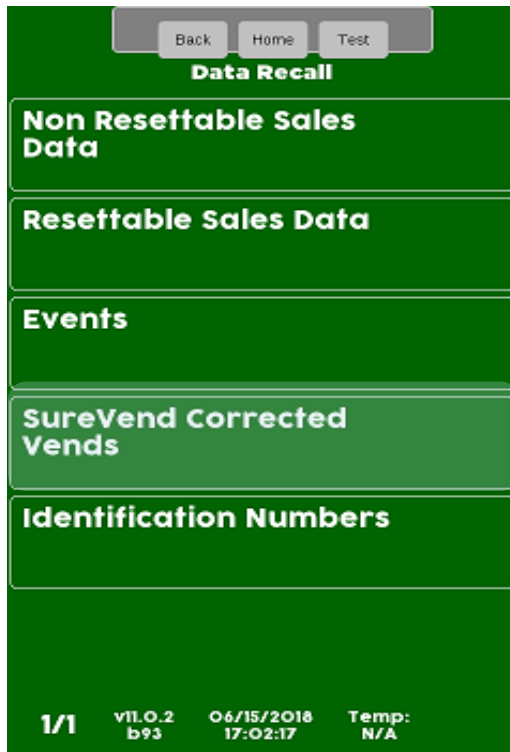 Back Home Test
Data Recall
Non Resettable Sales
Data
Resettable Sales Data
Events
SureVend Corrected
Vends
Identification Numbers
1/1 v11.0.2 06/15/2018 Temp:
b93 17:02:17 N/A